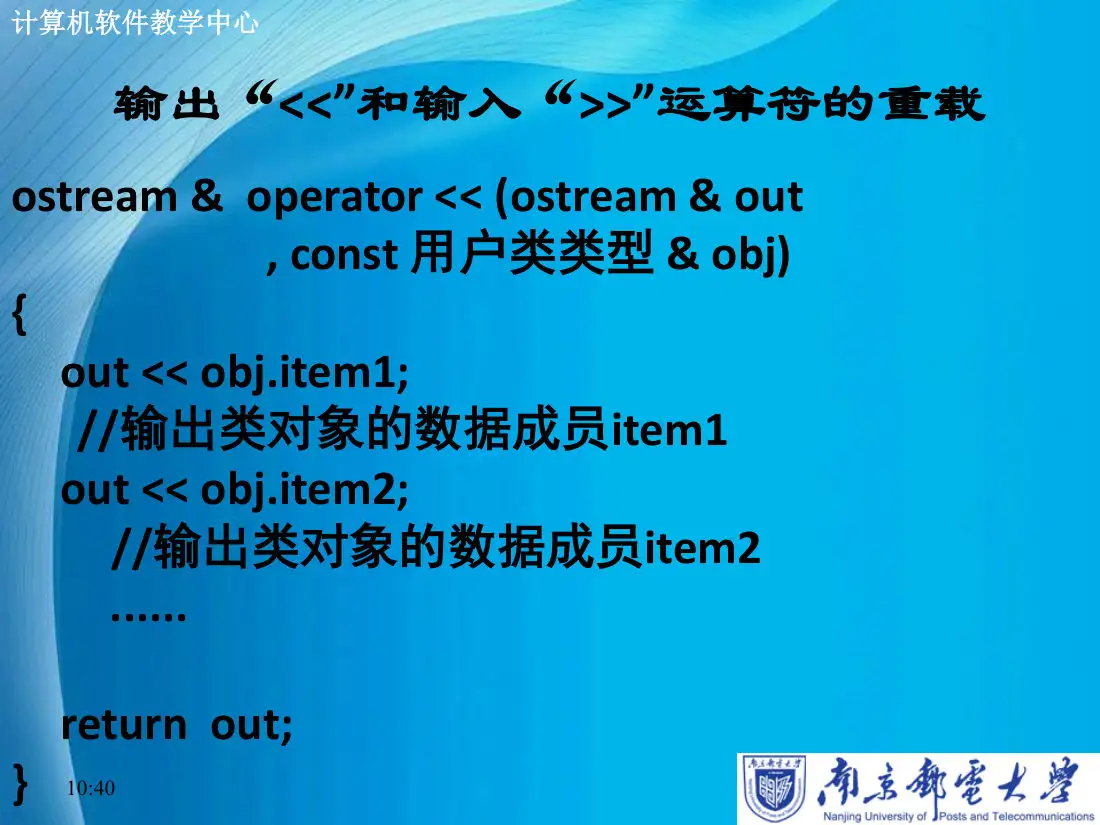 计算机软件教学中心
输出“<<”和输入“>>”运算符的重载
ostream &  operator << (ostream & out
, const 用户类类型 & obj)
{
out << obj.item1;
//输出类对象的数据成员item1
out << obj.item2;
//输出类对象的数据成员item2
......
return  out;
}
10:40
南京邮电大学
Nanjing University of Posts and Telecommunications